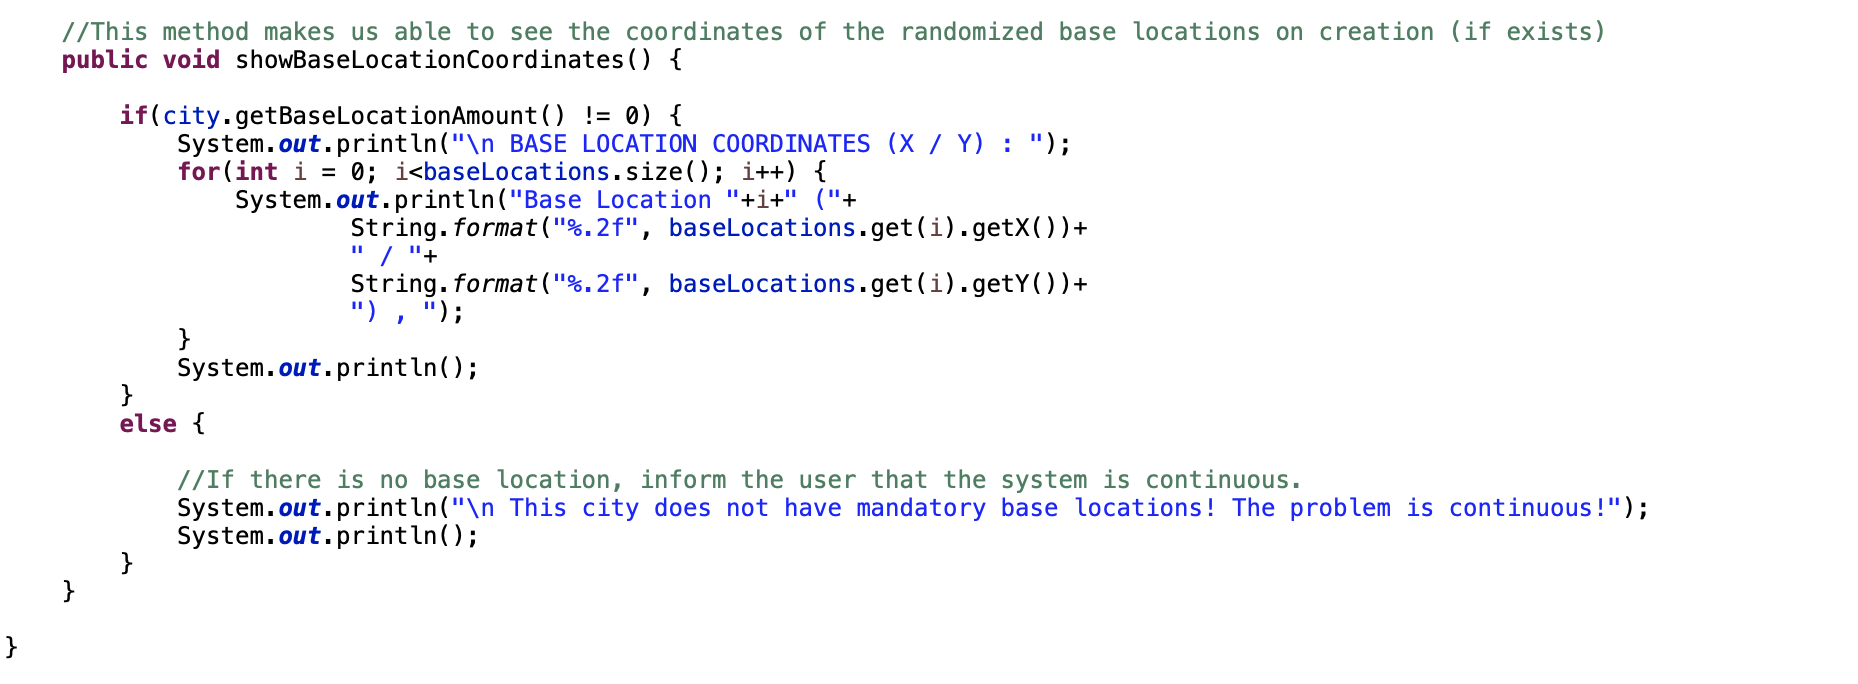 //This method makes us able to see the coordinates of the randomized base locations on creation (if exists)
public void showBaseLocationCoordinates() {
if(city.getBaseLocationAmount() != 0) {
System.out.println("\n BASE LOCATION COORDINATES (X / Y) : ");
for(int i = 0; i<baseLocations.size(); i++) {
System.out.println("Base Location "+i+" ("+
String.format("%.2f", baseLocations.get(i).getX())+
" / "+
String.format("%.2f", baseLocations.get(i).getY())+
") , ");
}
System.out.println();
}
else {
//If there is no base location, inform the user that the system is continuous.
System.out.println("\n This city does not have mandatory base locations! The problem is continuous!");
System.out.println();
}
}
}